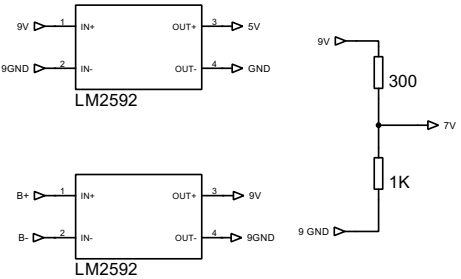 9V 1 IN+ OUT+ 3 5V
9GND 2 IN- OUT- 4 GND
LM2592
9V
300
7V
1K
9 GND
B+ 1 IN+ OUT+ 3 9V
B- 2 IN- OUT- 4 9GND
LM2592